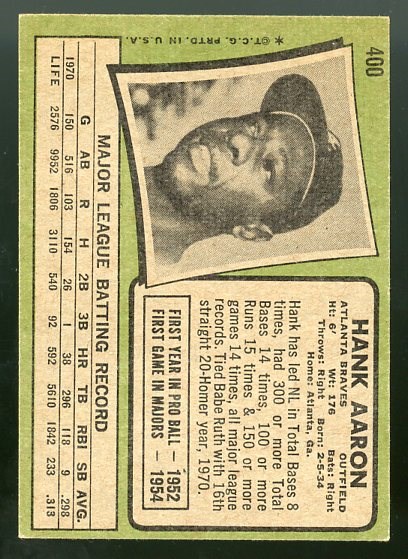 400
HANK AARON
ATLANTA BRAVES OUTFIELD
Ht: 6' Wt: 176 Bats: Right
Throws: Right Born: 2-5-34
Home: Atlanta, Ga.
Hank has led NL in Total Bases 8
times, had 300 or more Total
Bases 14 times, 100 or more
Runs 15 times & 150 or more
games 14 times, all major league
records. Tied Babe Ruth with 16th
straight 20-Homer year, 1970.
FIRST YEAR IN PRO BALL — 1952
FIRST GAME IN MAJORS — 1954
*©T.C.G. PRTD. IN U.S.A.
MAJOR LEAGUE BATTING RECORD
G AB R H 2B 3B HR TB RBI SB AVG.
1970 150 516 103 154 26 1 38 296 118 9 .298
LIFE 2576 9952 1806 3110 540 92 592 5610 1842 233 .313